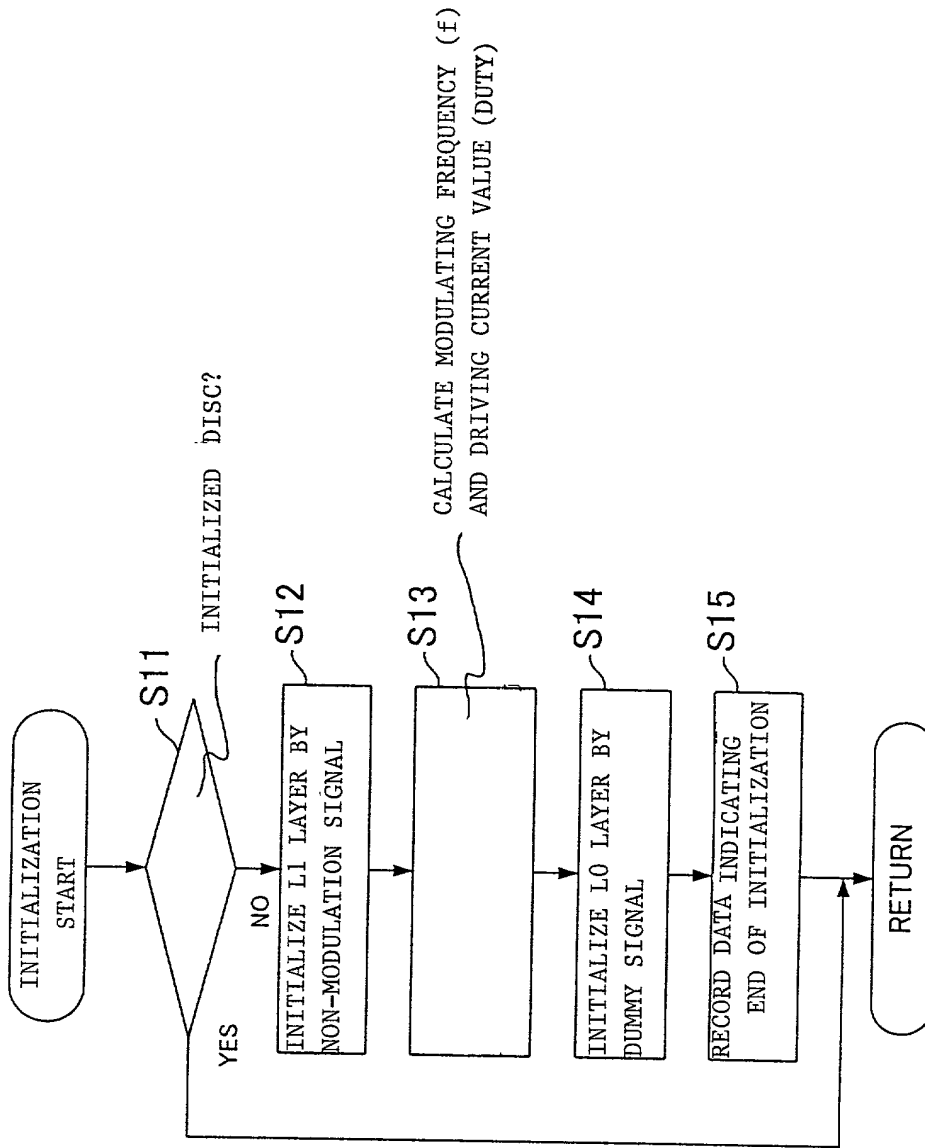 INITIALIZATION
START
S11
INITIALIZED DISC?
YES
NO
S12
INITIALIZE L1 LAYER BY
NON-MODULATION SIGNAL
S13
CALCULATE MODULATING FREQUENCY (f)
AND DRIVING CURRENT VALUE (DUTY)
S14
INITIALIZE L0 LAYER BY
DUMMY SIGNAL
S15
RECORD DATA INDICATING
END OF INITIALIZATION
RETURN